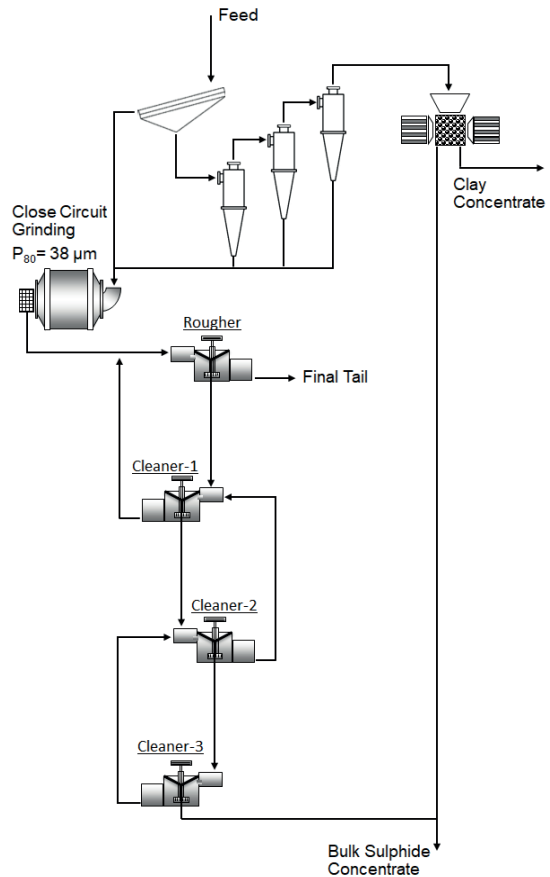 Feed
Clay
Concentrate
Close Circuit
Grinding
P₈₀= 38 µm
Rougher
Final Tail
Cleaner-1
Cleaner-2
Cleaner-3
Bulk Sulphide
Concentrate